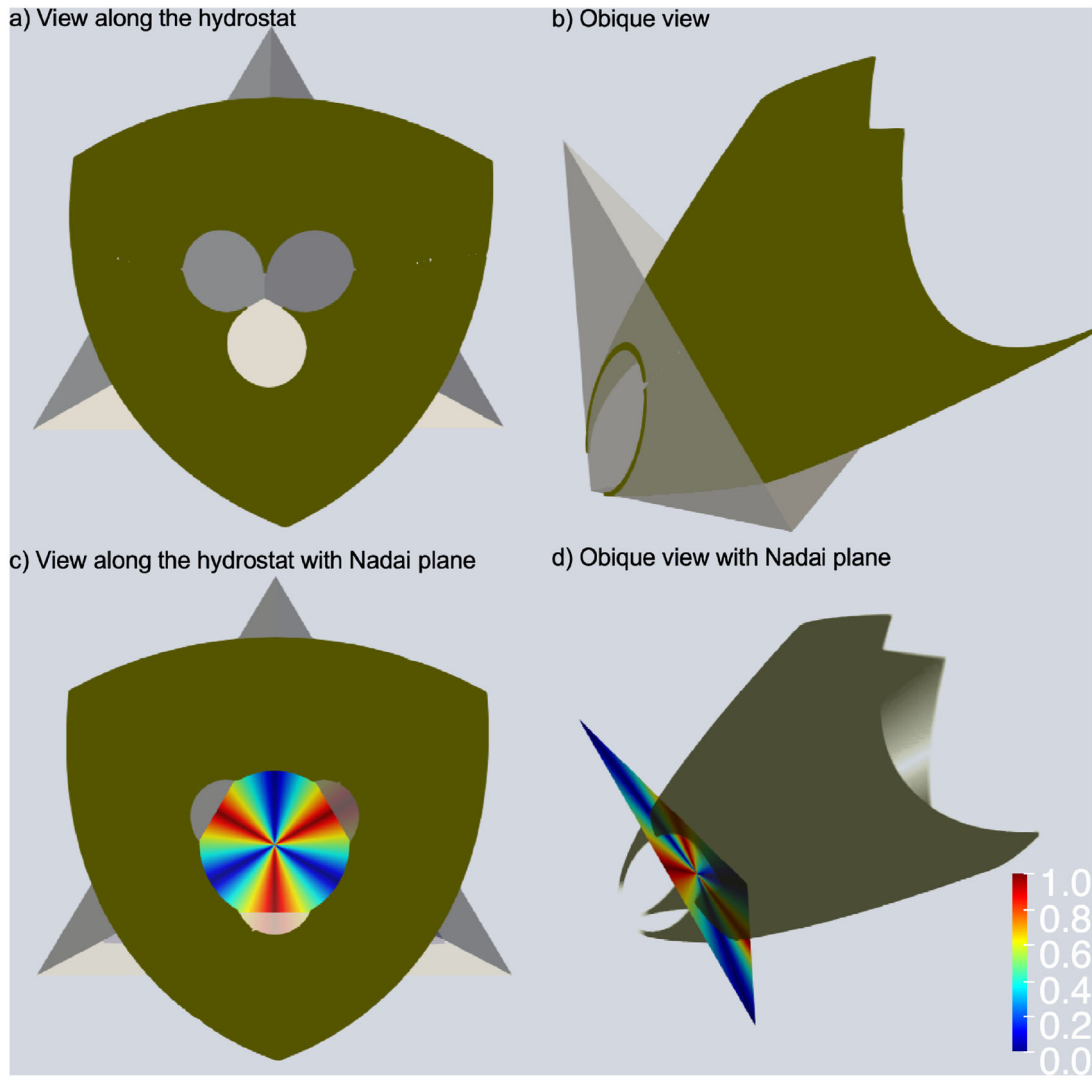 a) View along the hydrostat
b) Obique view
c) View along the hydrostat with Nadai plane
d) Obique view with Nadai plane
1.0
0.8
0.6
0.4
0.2
0.0